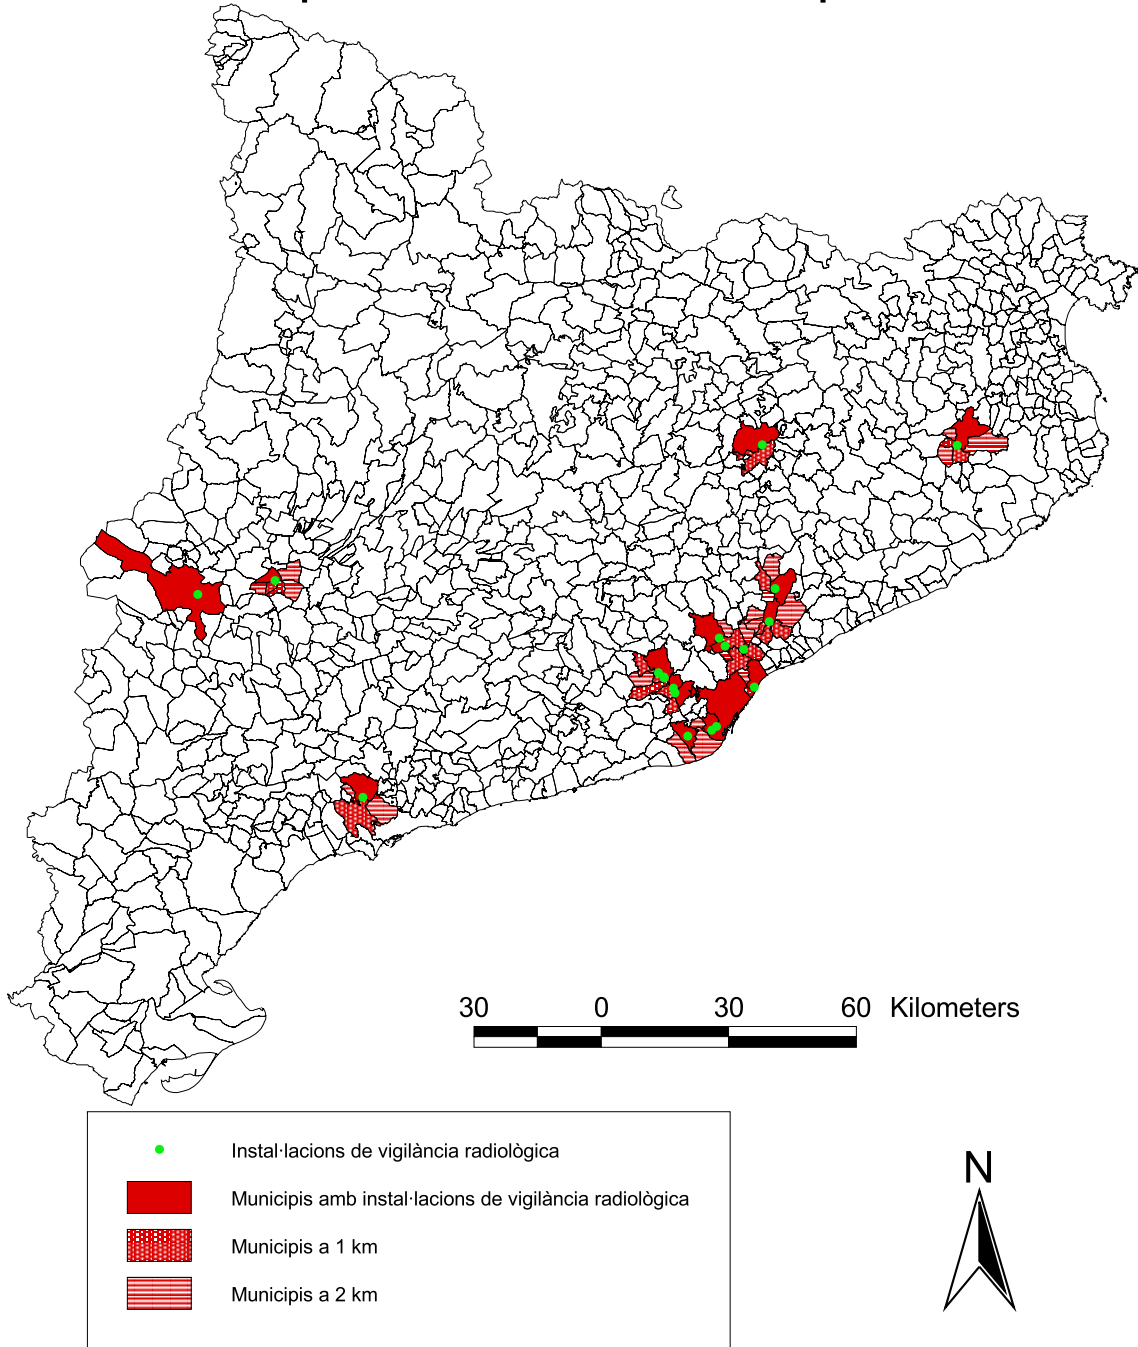 30 0 30 60 Kilometers
Instal·lacions de vigilància radiològica
Municipis amb instal·lacions de vigilància radiològica
Municipis a 1 km
Municipis a 2 km
N